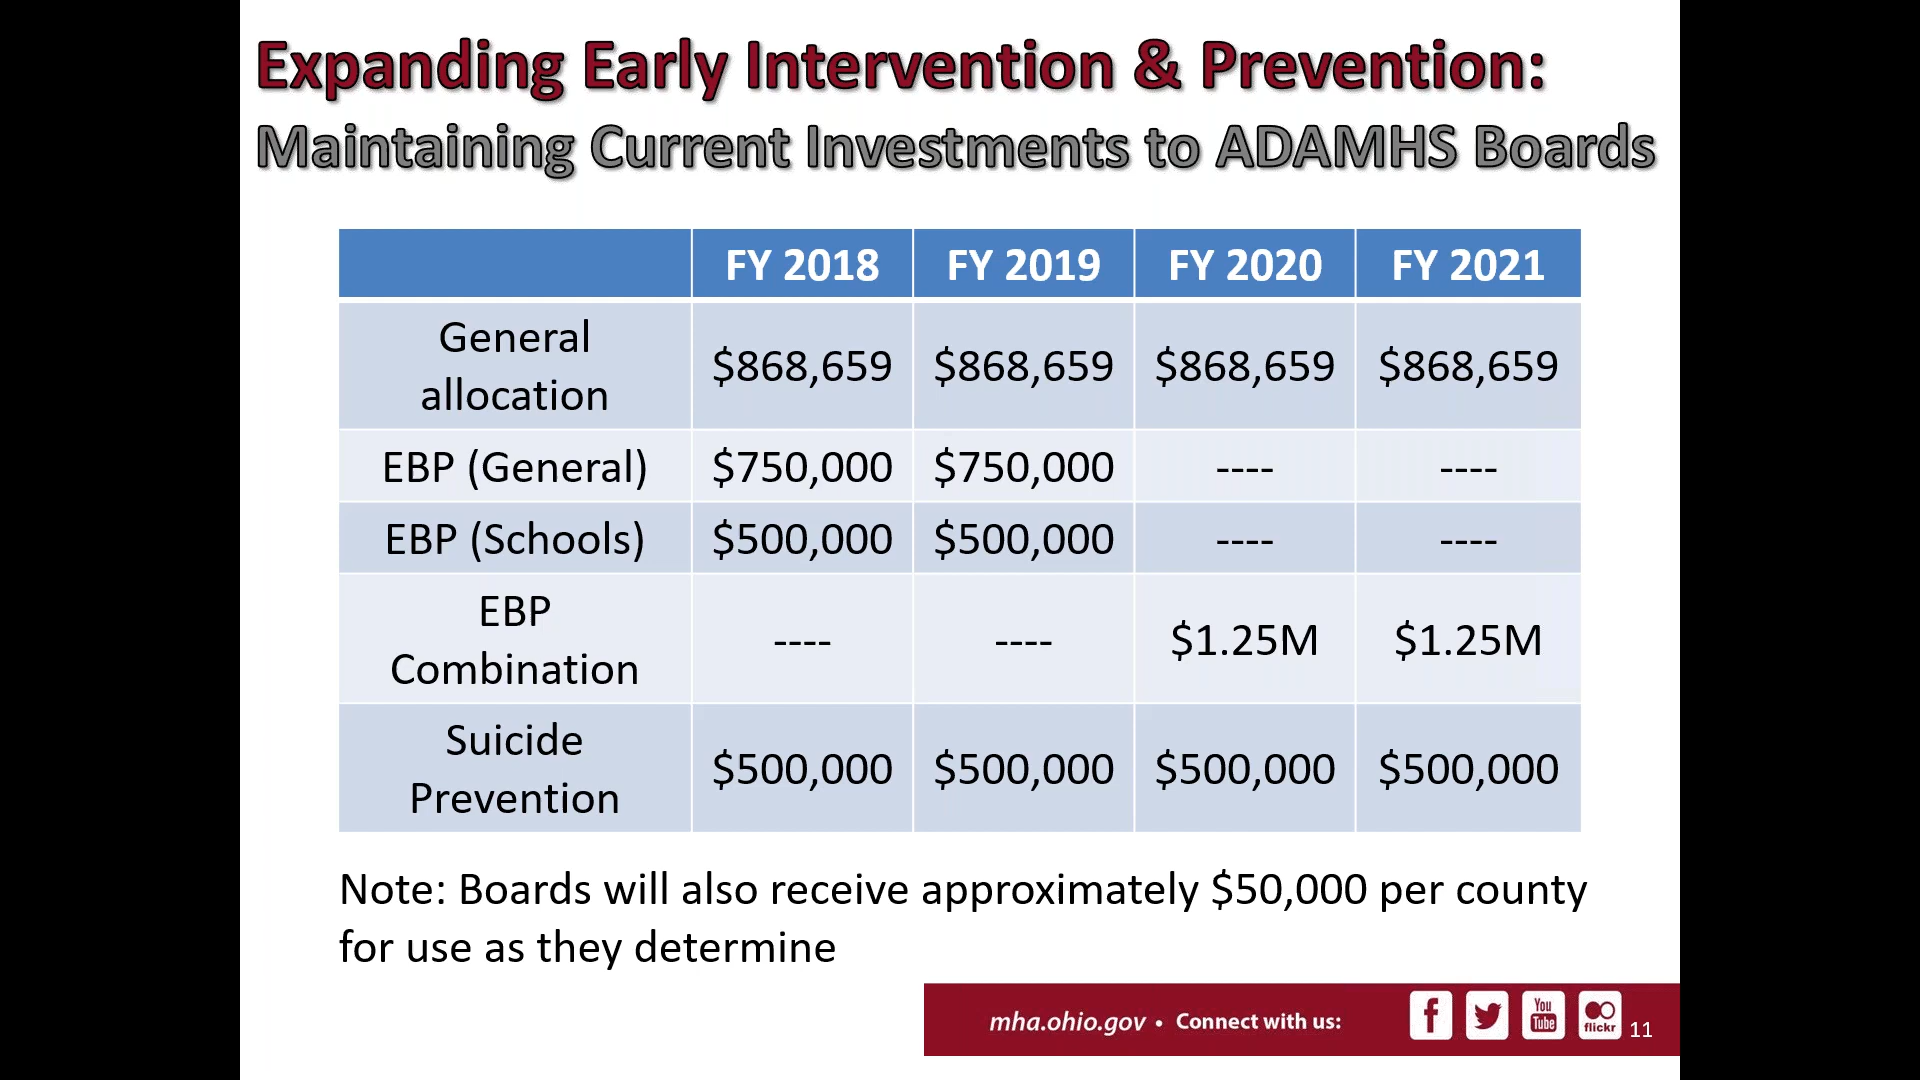 Expanding Early Intervention & Prevention:
Maintaining Current Investments to ADAMHS Boards
FY 2018 FY 2019 FY 2020 FY 2021
General allocation $868,659 $868,659 $868,659 $868,659
EBP (General) $750,000 $750,000 ---- ----
EBP (Schools) $500,000 $500,000 ---- ----
EBP Combination ---- ---- $1.25M $1.25M
Suicide Prevention $500,000 $500,000 $500,000 $500,000
Note: Boards will also receive approximately $50,000 per county
for use as they determine
mha.ohio.gov • Connect with us: f You Tube flickr 11